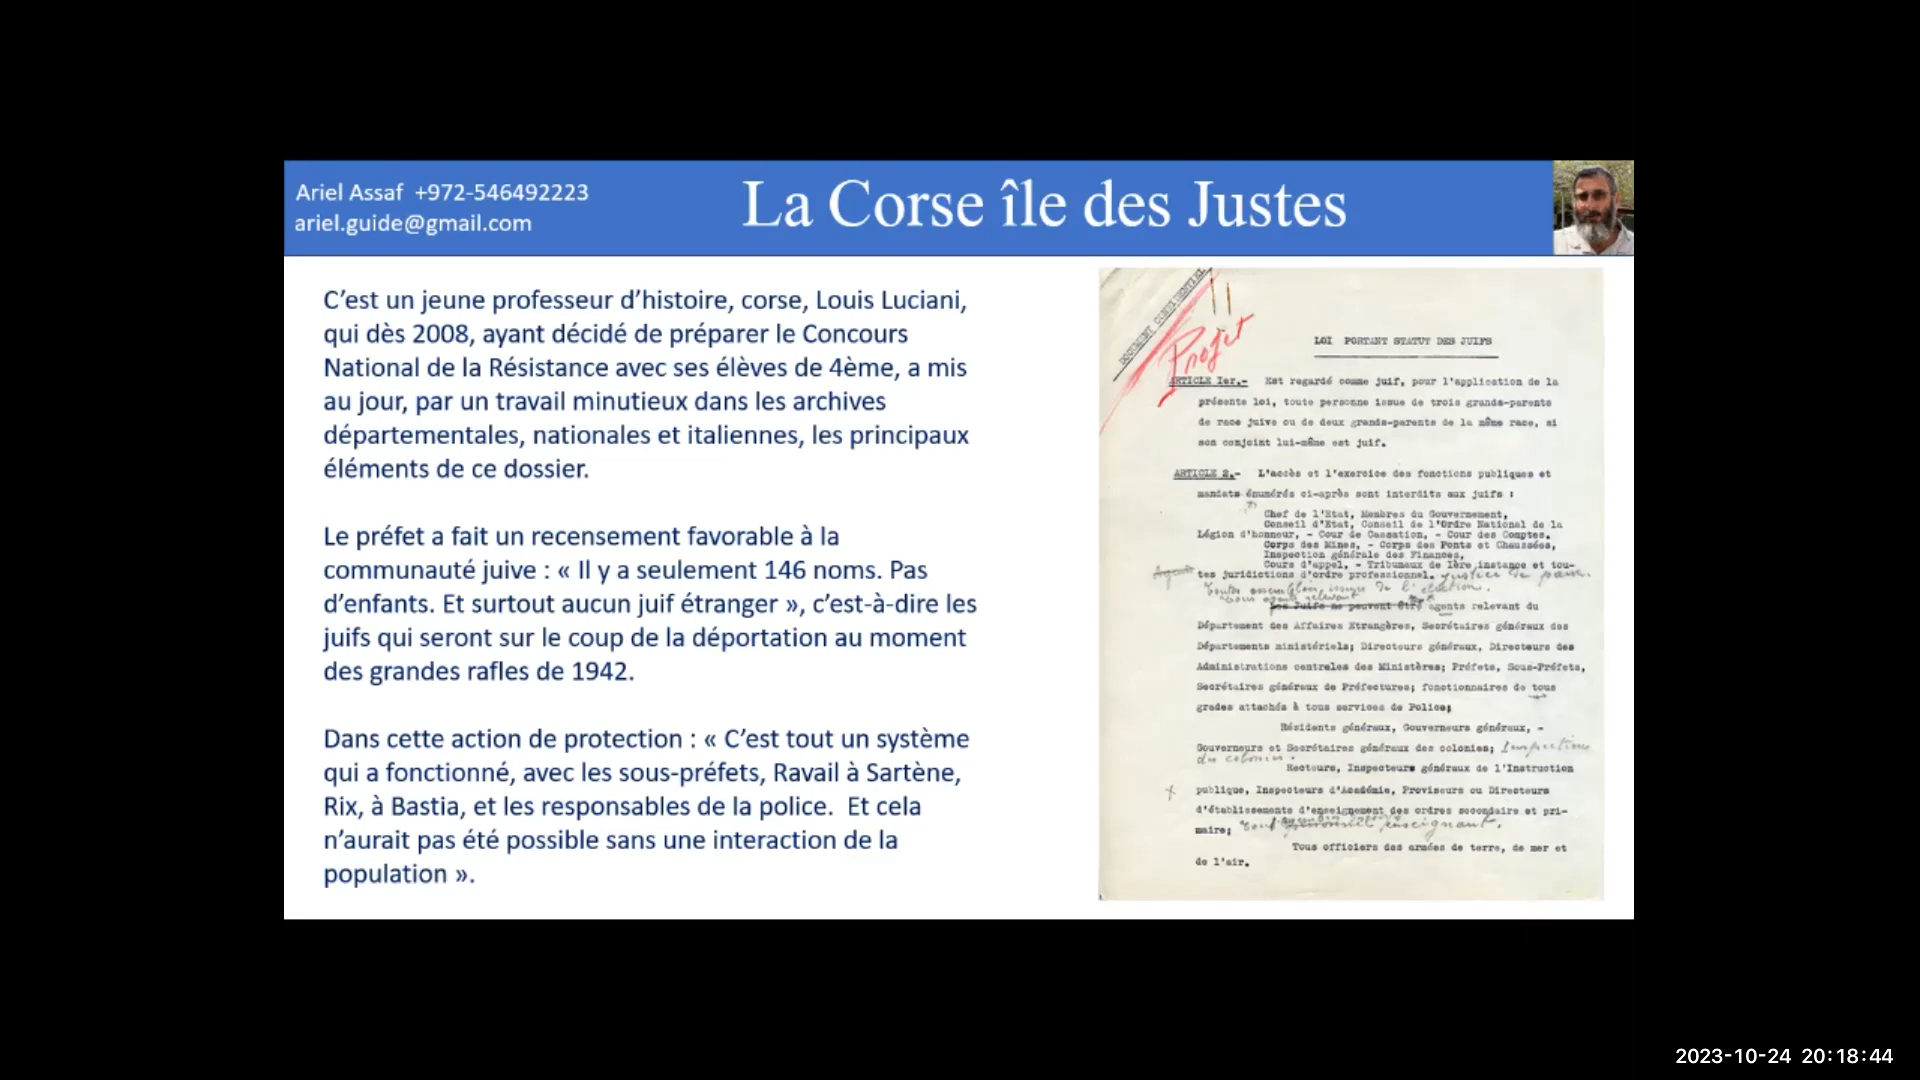 Ariel Assaf +972-546492223
ariel.guide@gmail.com
La Corse île des Justes
C’est un jeune professeur d’histoire, corse, Louis Luciani,
qui dès 2008, ayant décidé de préparer le Concours
National de la Résistance avec ses élèves de 4ème, a mis
au jour, par un travail minutieux dans les archives
départementales, nationales et italiennes, les principaux
éléments de ce dossier.
Le préfet a fait un recensement favorable à la
communauté juive : « Il y a seulement 146 noms. Pas
d’enfants. Et surtout aucun juif étranger », c’est-à-dire les
juifs qui seront sur le coup de la déportation au moment
des grandes rafles de 1942.
Dans cette action de protection : « C’est tout un système
qui a fonctionné, avec les sous-préfets, Ravail à Sartène,
Rix, à Bastia, et les responsables de la police.  Et cela
n’aurait pas été possible sans une interaction de la
population ».
DOCUMENT CONFIDENTIEL
Projet
LOI PORTANT STATUT DES JUIFS
ARTICLE 1er.- Est regardé comme juif, pour l'application de la
présente loi, toute personne issue de trois grands-parents
de race juive ou de deux grands-parents de la même race, si
son conjoint lui-même est juif.
ARTICLE 2.- L'accès et l'exercice des fonctions publiques et
mandats énumérés ci-après sont interdits aux juifs :
Chef de l'Etat, Membres du Gouvernement,
Conseil d'Etat, Conseil de l'Ordre National de la
Légion d'honneur, - Cour de Cassation, - Cour des Comptes,
Corps des Mines, - Corps des Ponts et Chaussées,
Inspection générale des Finances,
Cours d'appel, - Tribunaux de 1ère instance et tou-
tes juridictions d'ordre professionnel. justice de paix.
Les Juifs ne peuvent être agents relevant du
Département des Affaires Etrangères, Secrétaires généraux des
Départements ministériels; Directeurs généraux, Directeurs des
Administrations centrales des Ministères; Préfets, Sous-Préfets,
Secrétaires généraux de Préfectures; fonctionnaires de tous
grades attachés à tous services de Police;
Résidents généraux, Gouverneurs généraux, -
Gouverneurs et Secrétaires généraux des colonies; Inspecteurs
des colonies.
Recteurs, Inspecteurs généraux de l'Instruction
publique, Inspecteurs d'Académie, Proviseurs ou Directeurs
d'établissements d'enseignement des ordres secondaire et pri-
maire; enseignant.
Tous officiers des armées de terre, de mer et
de l'air.
2023-10-24 20:18:44